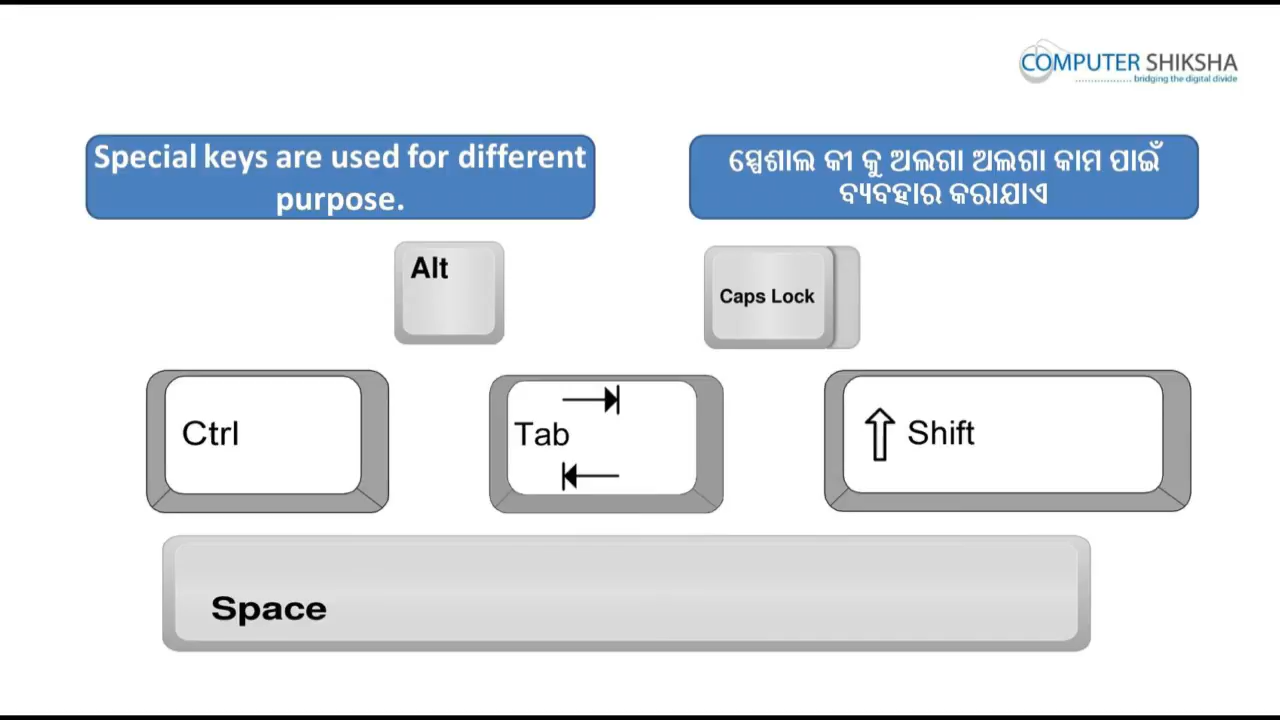 COMPUTER SHIKSHA
bridging the digital divide
Special keys are used for different
purpose.
ସ୍ପେଶାଲ କୀ କୁ ଅଲଗା ଅଲଗା କାମ ପାଇଁ
ବ୍ୟବହାର କରାଯାଏ
Alt
Caps Lock
Ctrl
Tab
Shift
Space